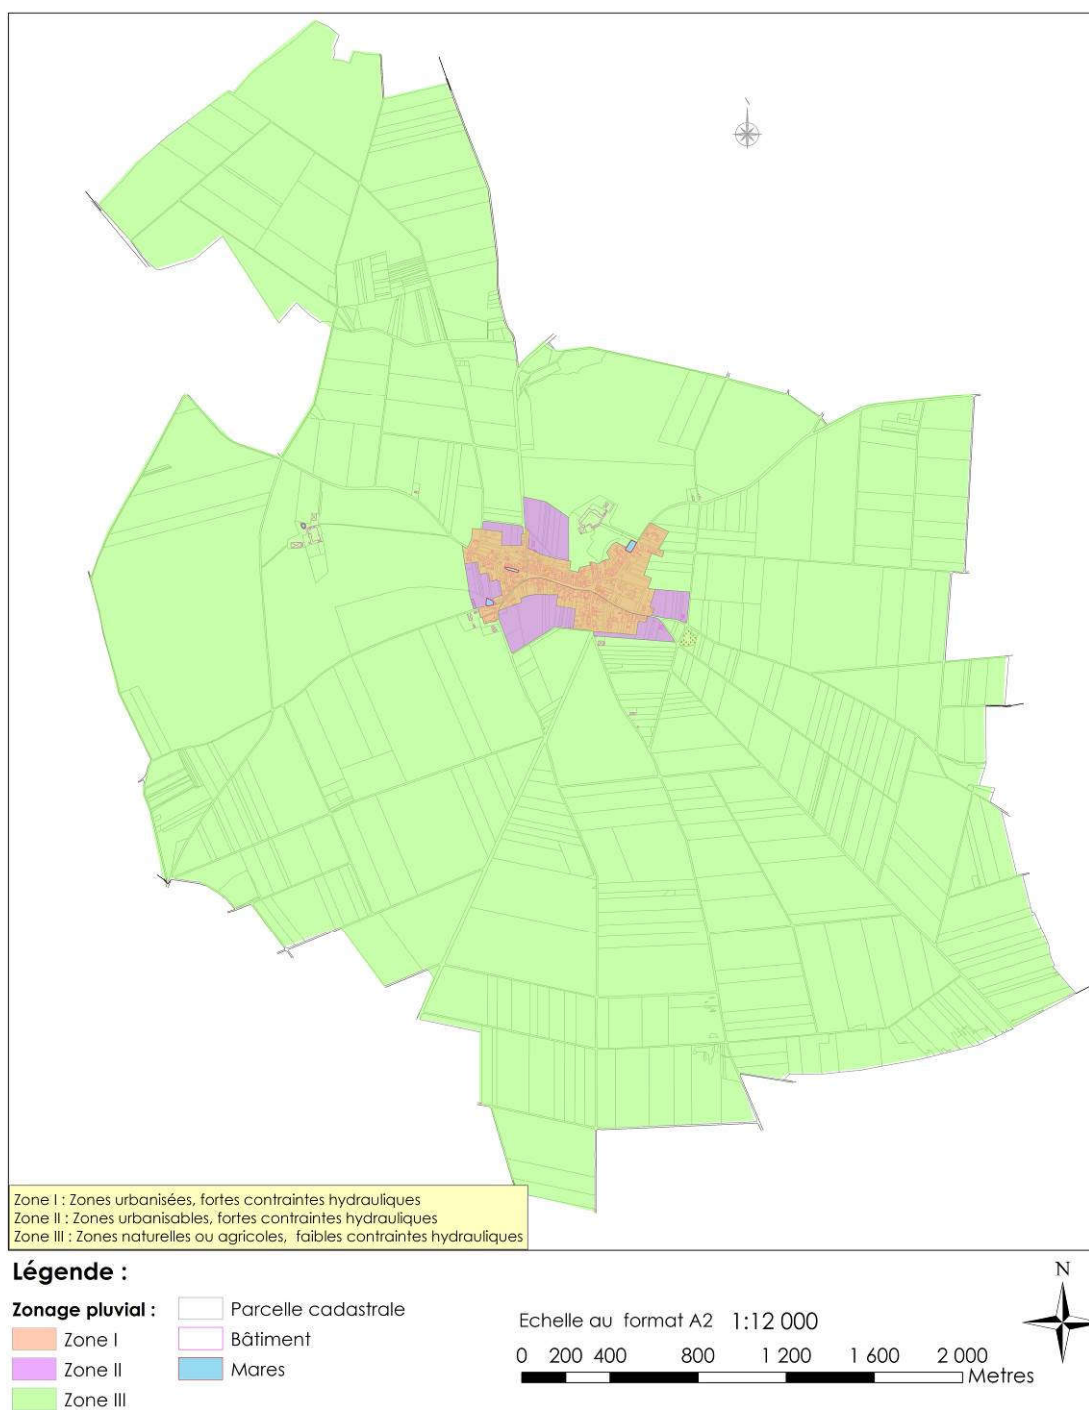 Zone I : Zones urbanisées, fortes contraintes hydrauliques
Zone II : Zones urbanisables, fortes contraintes hydrauliques
Zone III : Zones naturelles ou agricoles, faibles contraintes hydrauliques
Légende :
Zonage pluvial :
Zone I
Zone II
Zone III
Parcelle cadastrale
Bâtiment
Mares
Echelle au format A2 1:12 000
0 200 400 800 1 200 1 600 2 000
Metres
N